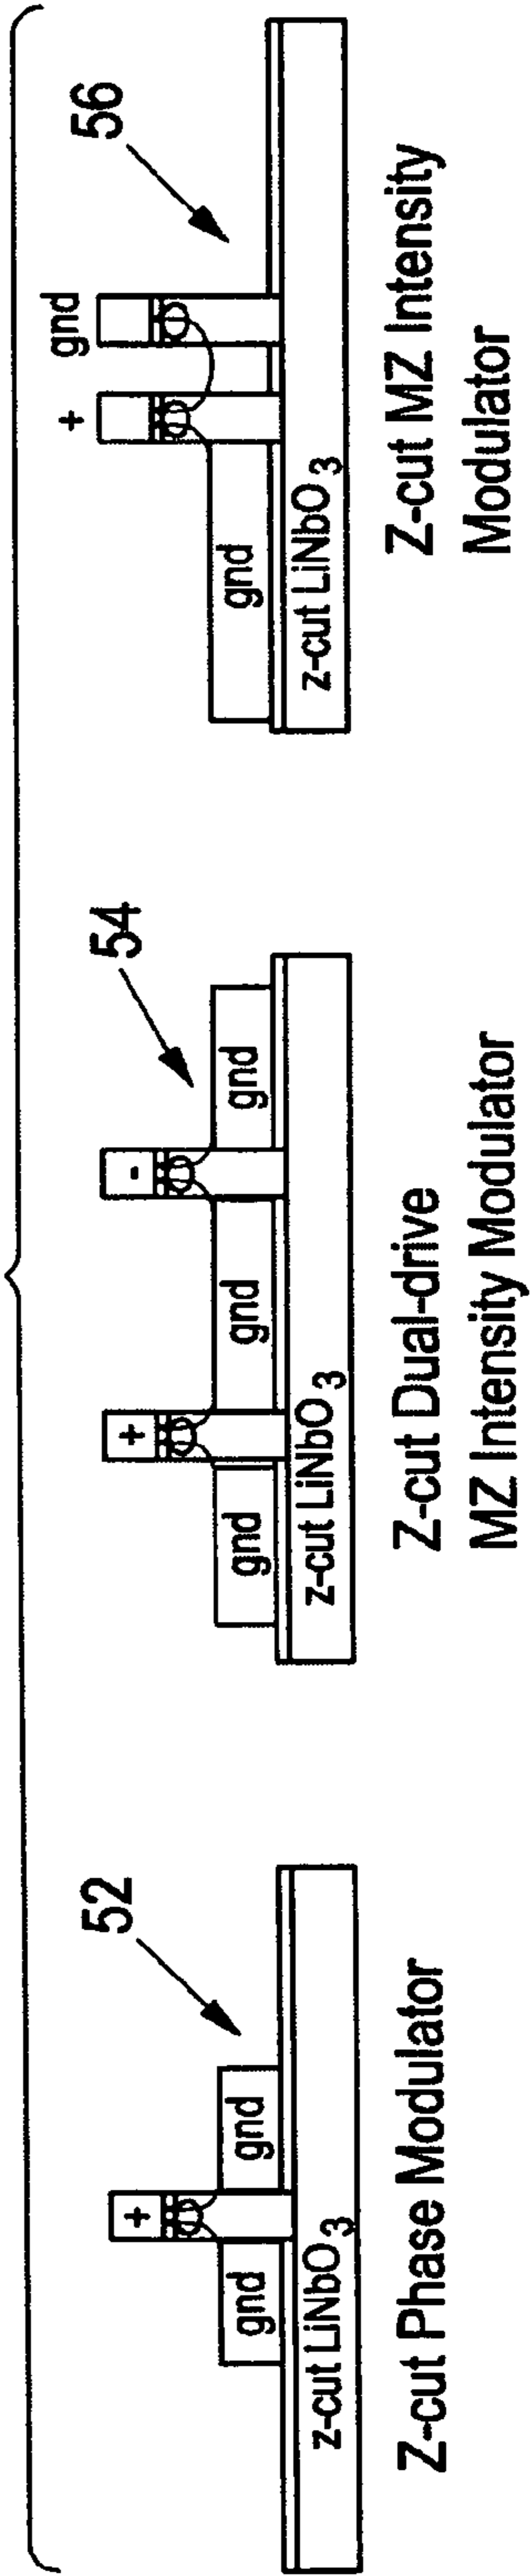 52
+
gnd
gnd
z-cut LiNbO3
Z-cut Phase Modulator
54
+
-
gnd
gnd
gnd
z-cut LiNbO3
Z-cut Dual-drive
MZ Intensity Modulator
56
+
gnd
gnd
z-cut LiNbO3
Z-cut MZ Intensity
Modulator